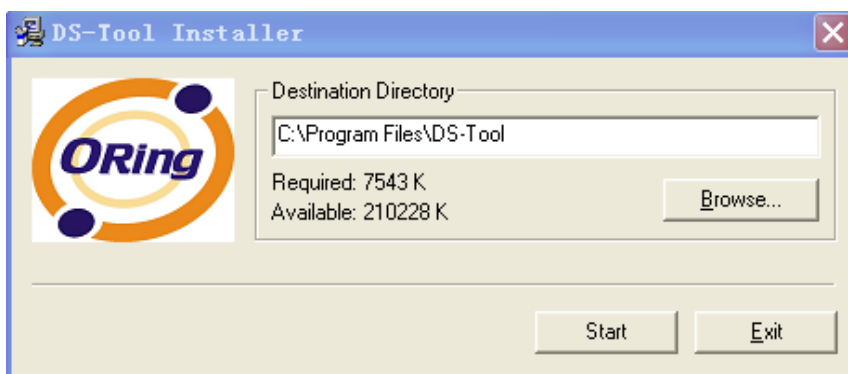 DS-Tool Installer
ORing
Destination Directory
C:\Program Files\DS-Tool
Required: 7543 K
Available: 210228 K
Browse...
Start
Exit